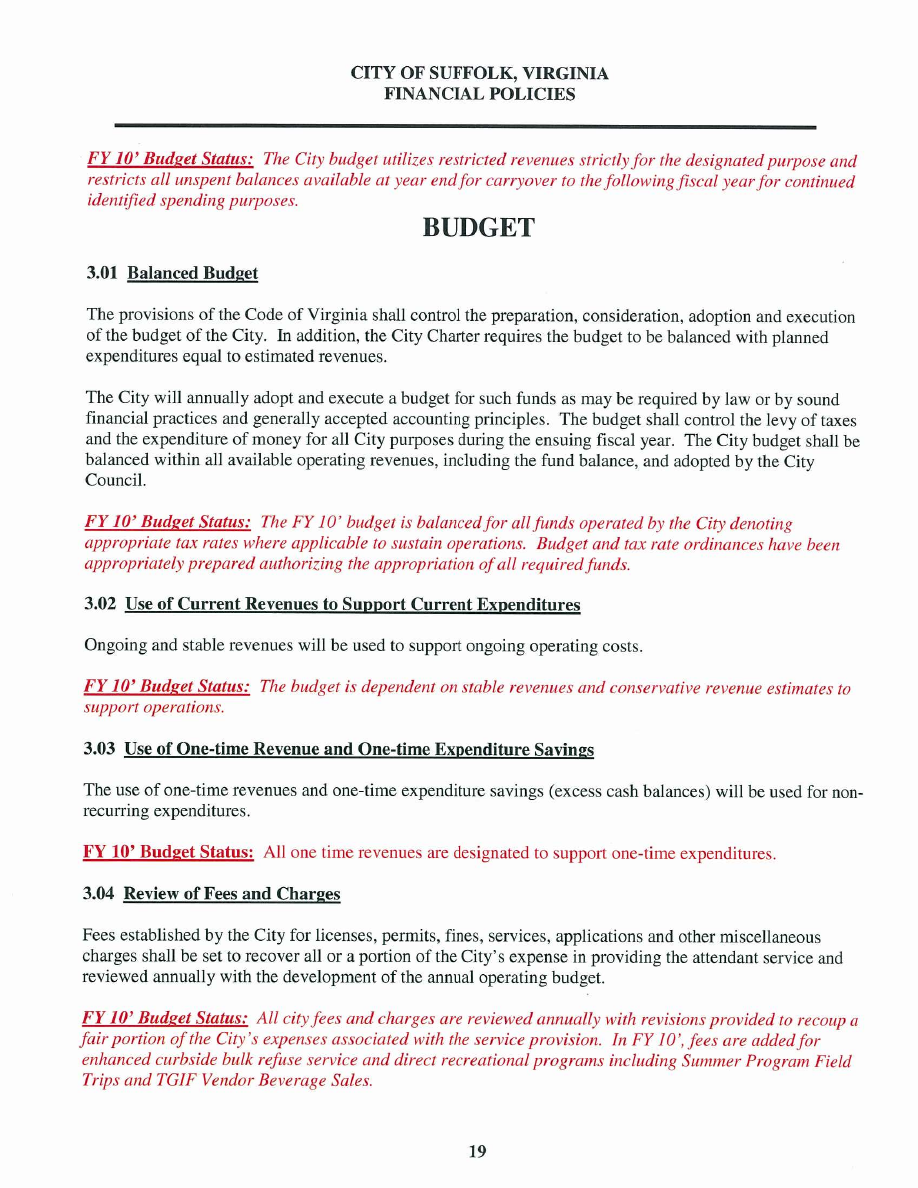 CITY OF SUFFOLK, VIRGINIA
FINANCIAL POLICIES
FY 10’ Budget Status: The City budget utilizes restricted revenues strictly for the designated purpose and
restricts all unspent balances available at year end for carryover to the following fiscal year for continued
identified spending purposes.
BUDGET
3.01 Balanced Budget
The provisions of the Code of Virginia shall control the preparation, consideration, adoption and execution
of the budget of the City. In addition, the City Charter requires the budget to be balanced with planned
expenditures equal to estimated revenues.
The City will annually adopt and execute a budget for such funds as may be required by law or by sound
financial practices and generally accepted accounting principles. The budget shall control the levy of taxes
and the expenditure of money for all City purposes during the ensuing fiscal year. The City budget shall be
balanced within all available operating revenues, including the fund balance, and adopted by the City
Council.
FY 10’ Budget Status: The FY 10’ budget is balanced for all funds operated by the City denoting
appropriate tax rates where applicable to sustain operations. Budget and tax rate ordinances have been
appropriately prepared authorizing the appropriation of all required funds.
3.02 Use of Current Revenues to Support Current Expenditures
Ongoing and stable revenues will be used to support ongoing operating costs.
FY 10’ Budget Status: The budget is dependent on stable revenues and conservative revenue estimates to
support operations.
3.03 Use of One-time Revenue and One-time Expenditure Savings
The use of one-time revenues and one-time expenditure savings (excess cash balances) will be used for non-
recurring expenditures.
FY 10’ Budget Status: All one time revenues are designated to support one-time expenditures.
3.04 Review of Fees and Charges
Fees established by the City for licenses, permits, fines, services, applications and other miscellaneous
charges shall be set to recover all or a portion of the City’s expense in providing the attendant service and
reviewed annually with the development of the annual operating budget.
FY 10’ Budget Status: All city fees and charges are reviewed annually with revisions provided to recoup a
fair portion of the City’s expenses associated with the service provision. In FY 10’, fees are added for
enhanced curbside bulk refuse service and direct recreational programs including Summer Program Field
Trips and TGIF Vendor Beverage Sales.
19